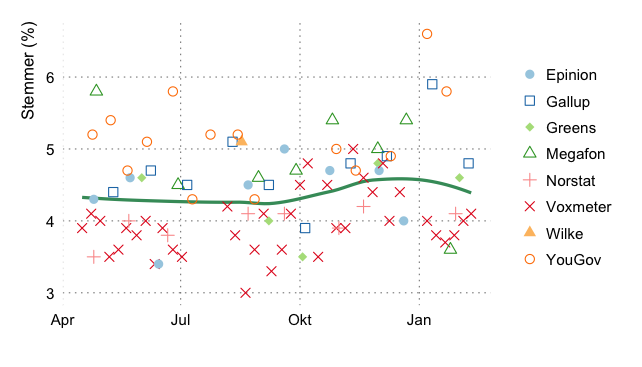 Stemmer (%)
6
5
4
3
Apr Jul Okt Jan
Epinion
Gallup
Greens
Megafon
Norstat
Voxmeter
Wilke
YouGov